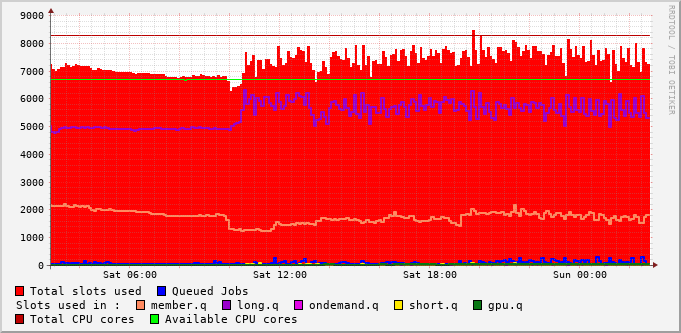 9000
8000
7000
6000
5000
4000
3000
2000
1000
0
Sat 06:00 Sat 12:00 Sat 18:00 Sun 00:00
RRDTOOL / TOBI OETIKER
Total slots used Queued Jobs
Slots used in : member.q long.q ondemand.q short.q gpu.q
Total CPU cores Available CPU cores